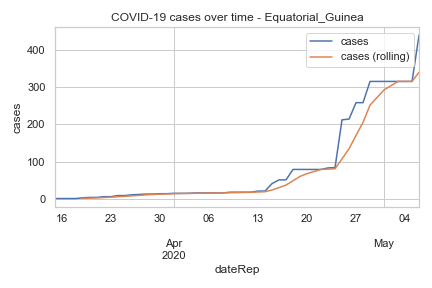 COVID-19 cases over time - Equatorial_Guinea
cases
cases (rolling)
400
300
200
100
0
cases
16 23 30 06 13 20 27 04
Apr May
2020
dateRep